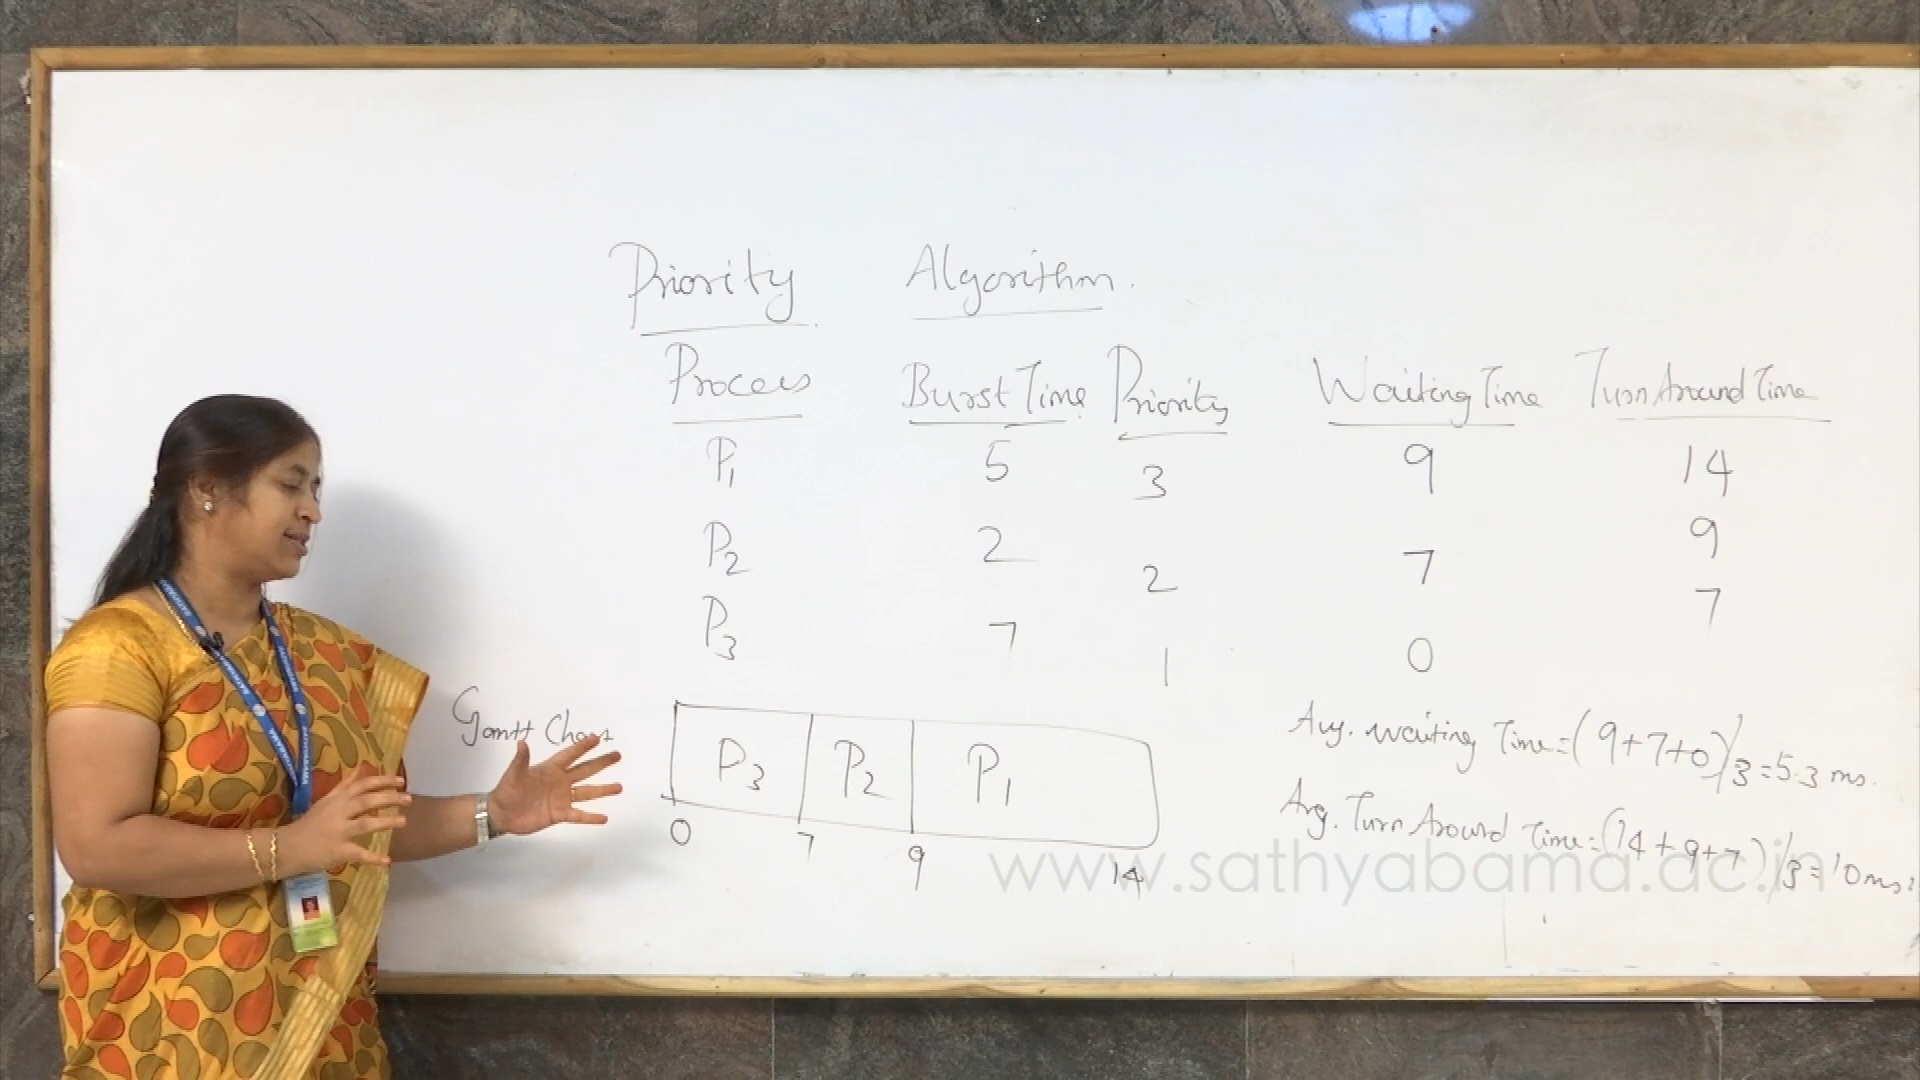 Priority Algorithm.
Process Burst Time Priority Waiting Time Turn Around Time
P1 5 3 9 14
P2 2 2 7 9
P3 7 1 0 7
Gantt Chart
P3 P2 P1
0 7 9 14
Avg. waiting Time = (9+7+0)/3 = 5.3 ms.
Avg. Turn Around Time = (14+9+7)/3 = 10 ms.
www.sathyabama.ac.in